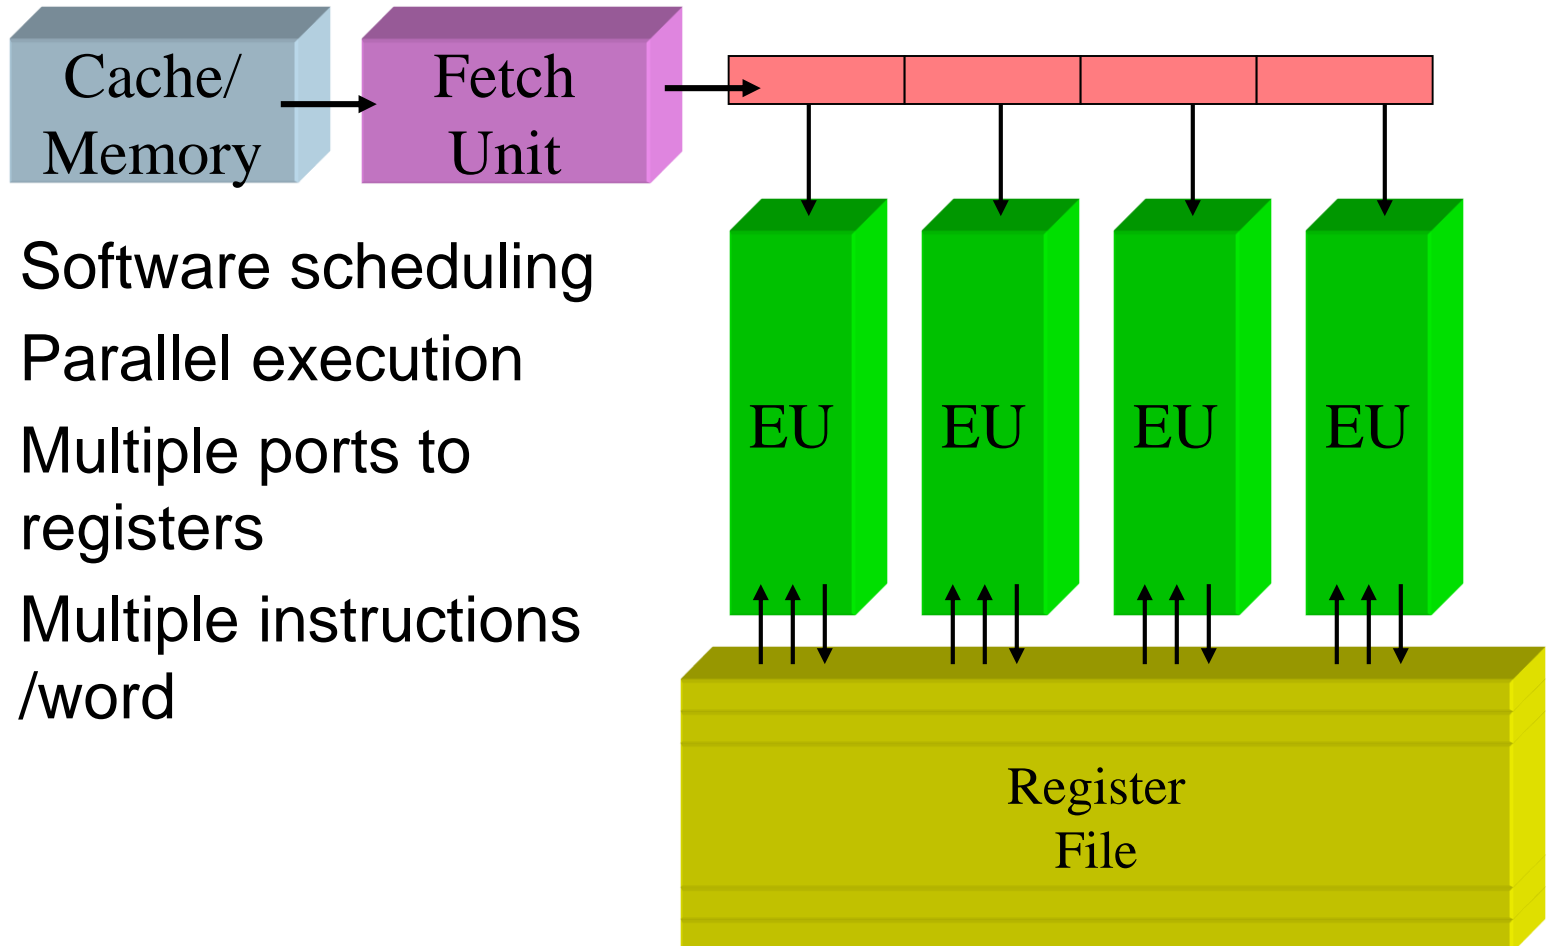 Cache/
Memory
Fetch
Unit
Software scheduling
Parallel execution
Multiple ports to
registers
Multiple instructions
/word
EU
EU
EU
EU
Register
File